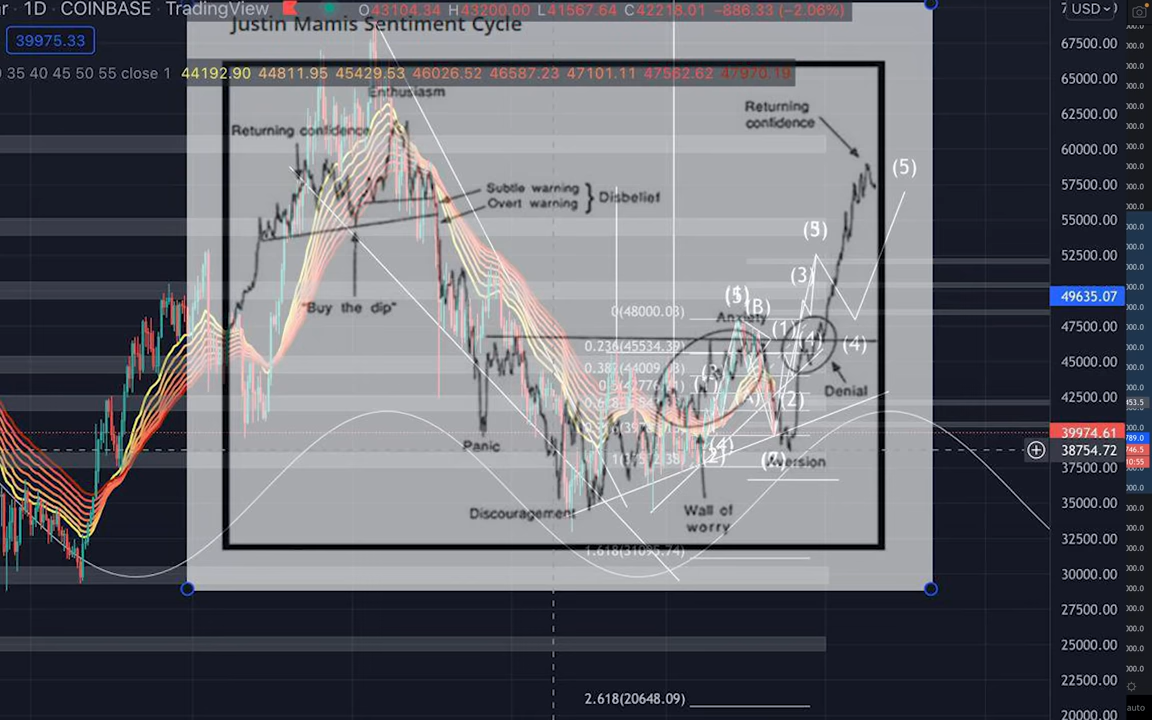 r · 1D · COINBASE · TradingView O43104.34 H43200.00 L41567.64 C42218.01 −886.33 (−2.06%)
USD
Justin Mamis Sentiment Cycle
39975.33
0 35 40 45 50 55 close 1 44192.90 44811.95 45429.53 46026.52 46587.23 47101.11 47562.62 47970.19
67500.00
65000.00
62500.00
60000.00
57500.00
55000.00
52500.00
49635.07
47500.00
45000.00
42500.00
39974.61
38754.72
37500.00
35000.00
32500.00
30000.00
27500.00
25000.00
22500.00
20000.00
Enthusiasm
Returning confidence
Returning
confidence
Subtle warning
Overt warning
Disbelief
"Buy the dip"
Panic
Discouragement
Wall of
worry
Anxiety
Aversion
Denial
(5)
(3)
(B)
(1)
(4)
(2)
(4)
0(48000.03)
0.236(45534.39)
1.618(31095.74)
2.618(20648.09)
auto